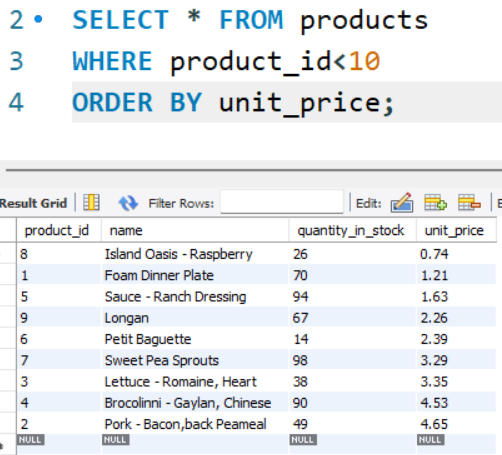 2 SELECT * FROM products
3 WHERE product_id<10
4 ORDER BY unit_price;
Result Grid Filter Rows: Edit:
product_id name quantity_in_stock unit_price
8 Island Oasis - Raspberry 26 0.74
1 Foam Dinner Plate 70 1.21
5 Sauce - Ranch Dressing 94 1.63
9 Longan 67 2.26
6 Petit Baguette 14 2.39
7 Sweet Pea Sprouts 98 3.29
3 Lettuce - Romaine, Heart 38 3.35
4 Brocolinni - Gaylan, Chinese 90 4.53
2 Pork - Bacon,back Peameal 49 4.65
NULL NULL NULL NULL